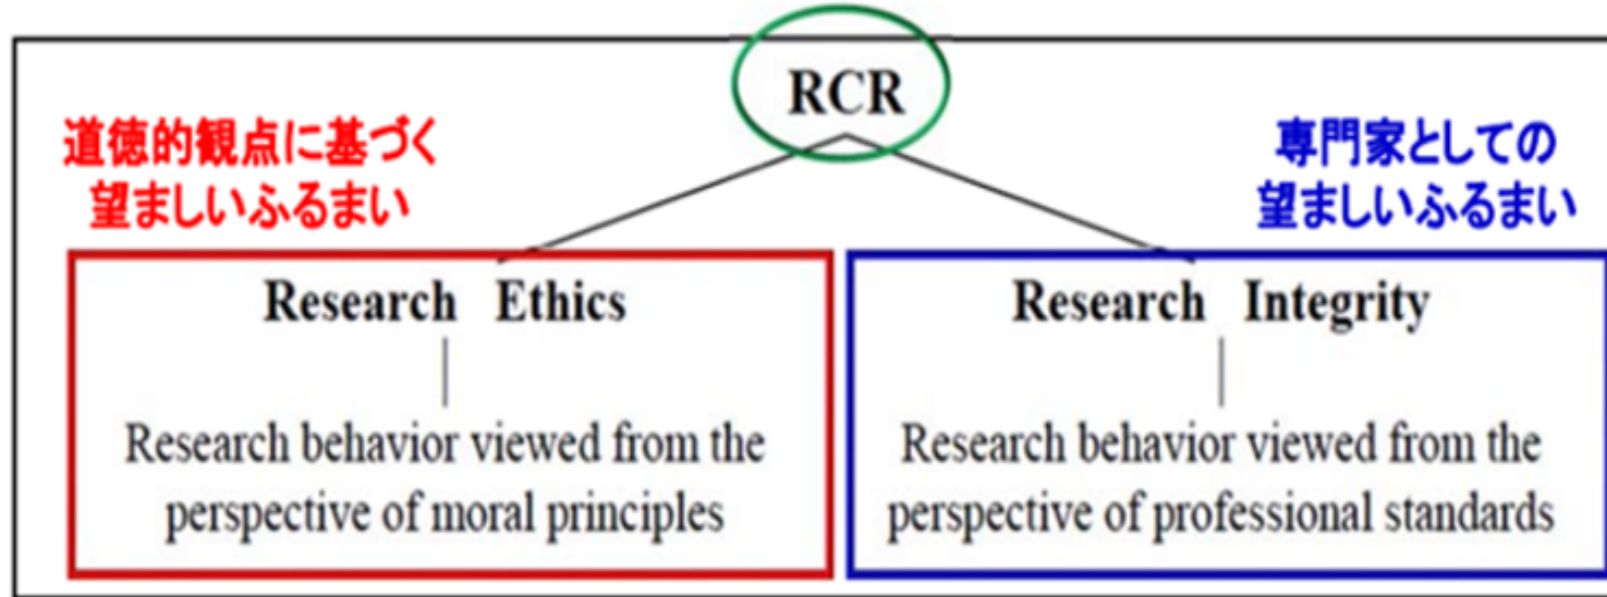 RCR
道徳的観点に基づく
望ましいふるまい
専門家としての
望ましいふるまい
Research Ethics
Research behavior viewed from the
perspective of moral principles
Research Integrity
Research behavior viewed from the
perspective of professional standards